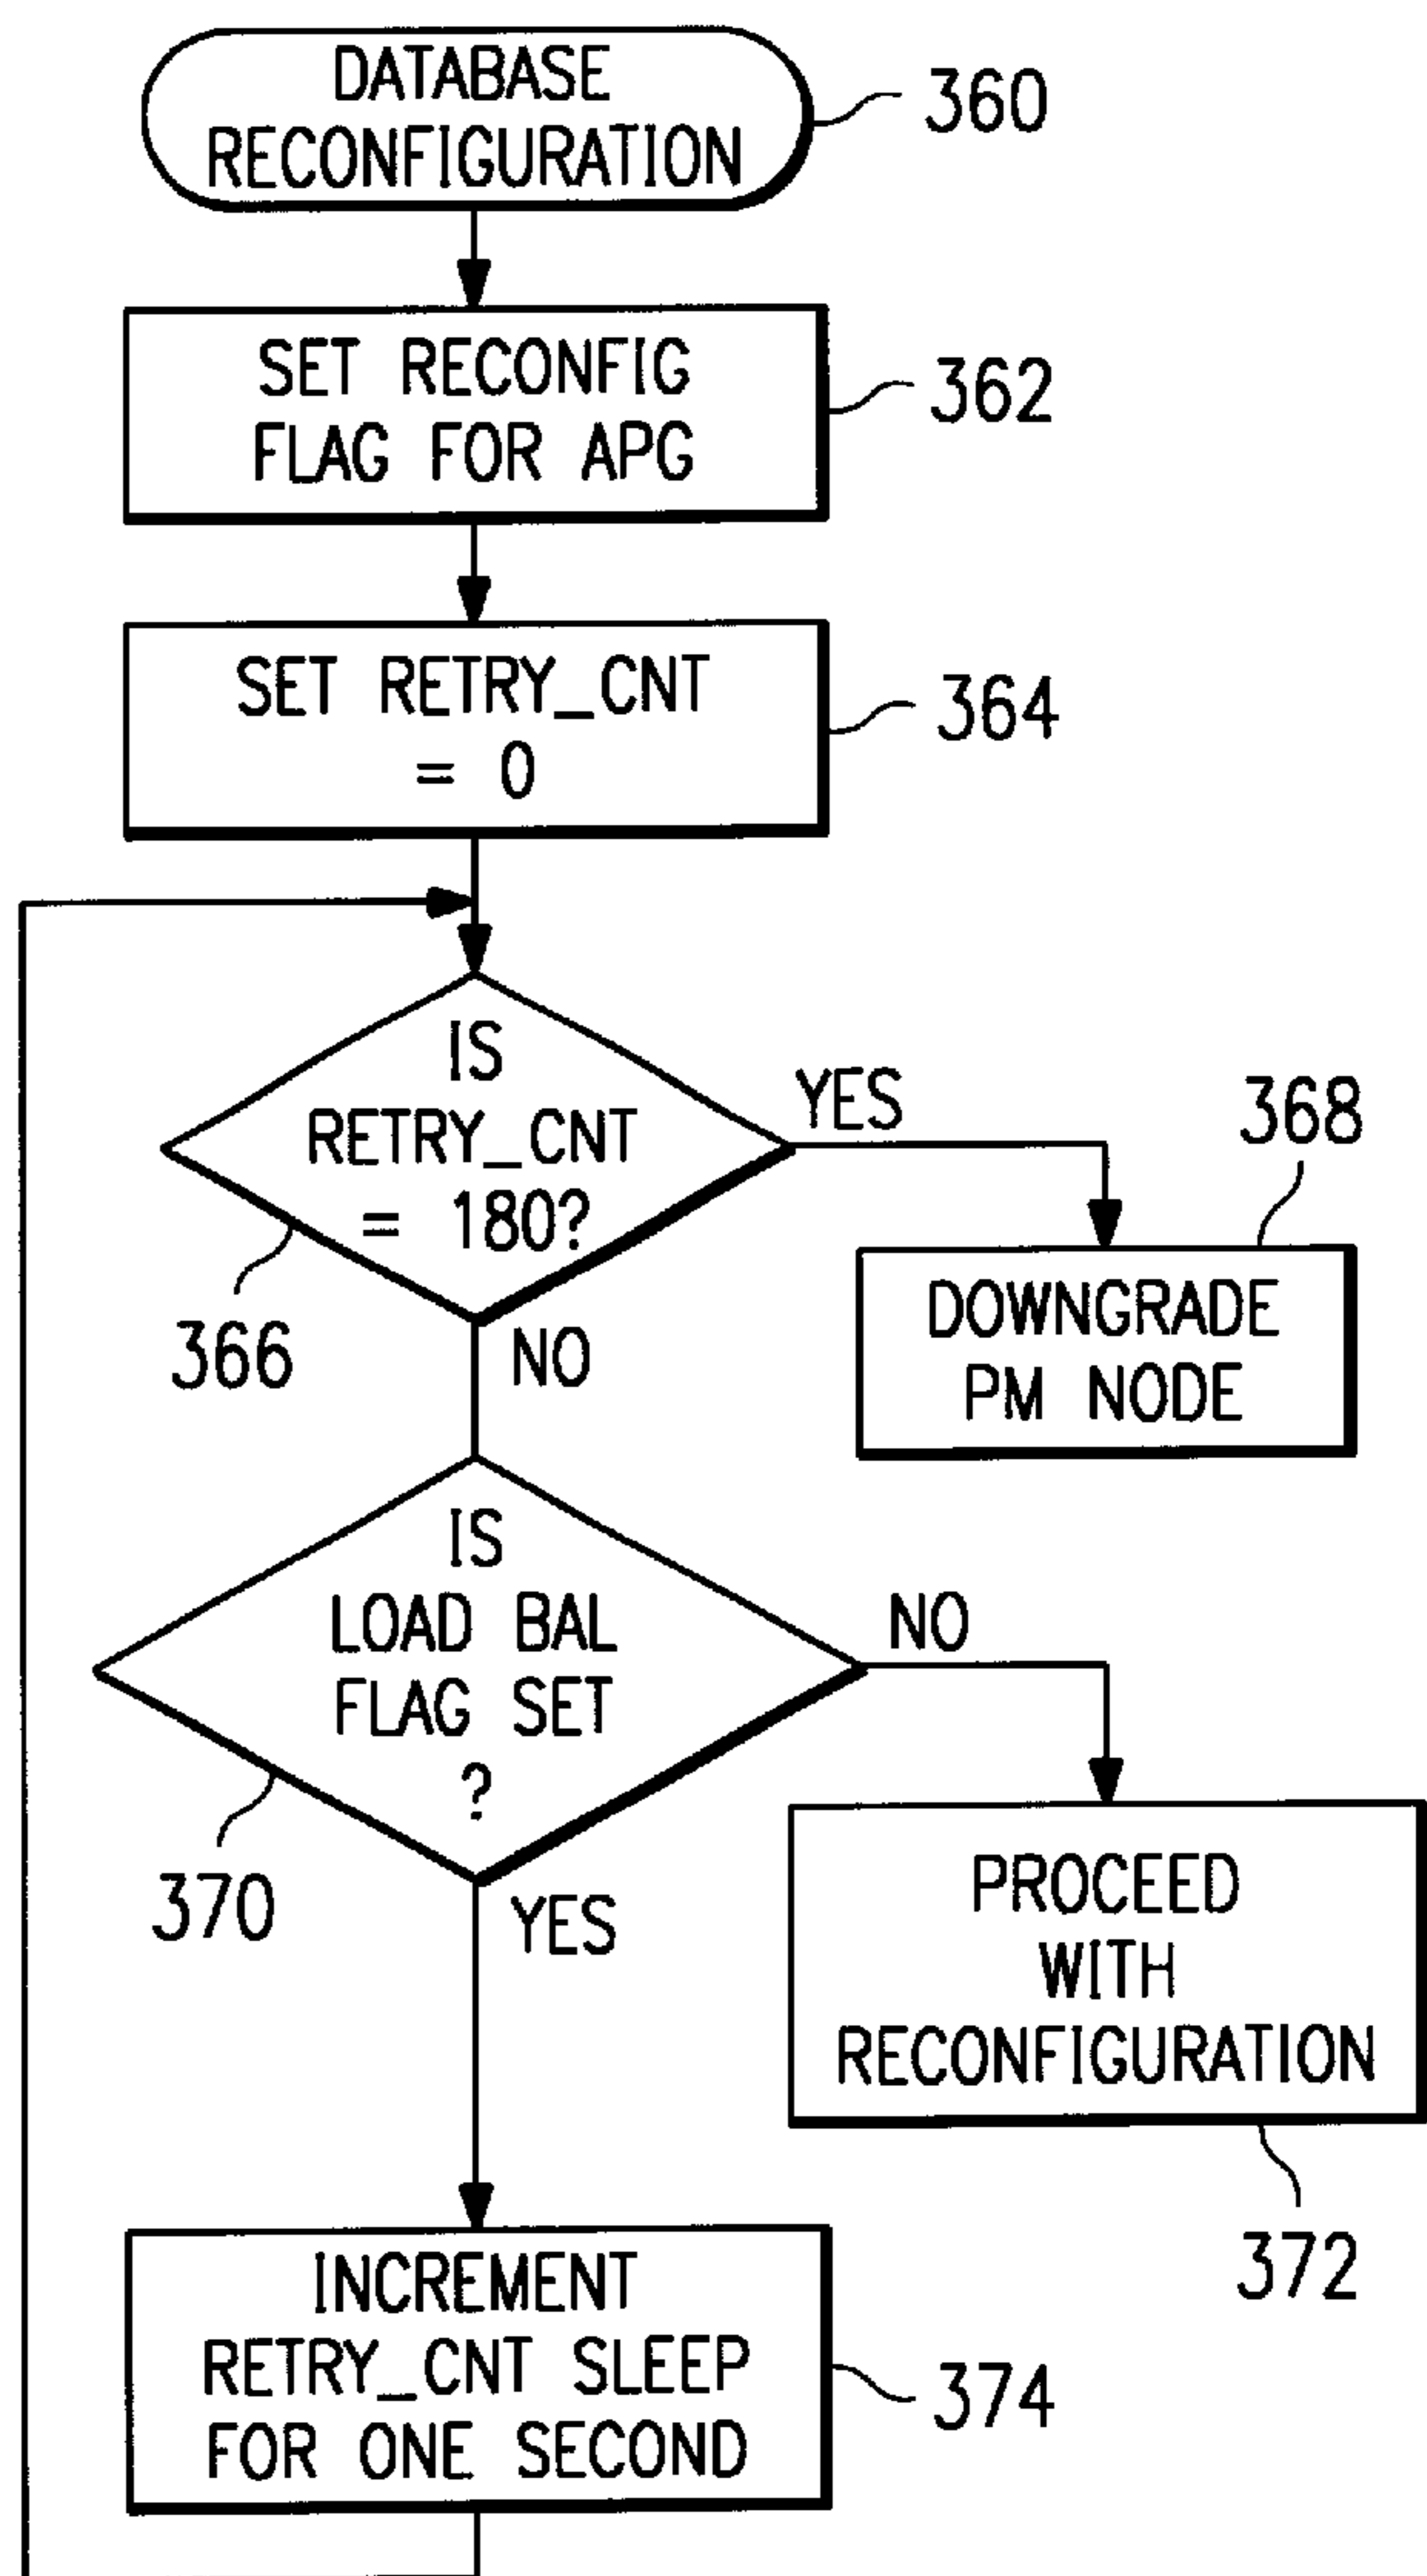 DATABASE
RECONFIGURATION
360
SET RECONFIG
FLAG FOR APG
362
SET RETRY_CNT
= 0
364
IS
RETRY_CNT
= 180?
366
YES
368
DOWNGRADE
PM NODE
NO
IS
LOAD BAL
FLAG SET
?
370
NO
PROCEED
WITH
RECONFIGURATION
372
YES
INCREMENT
RETRY_CNT SLEEP
FOR ONE SECOND
374